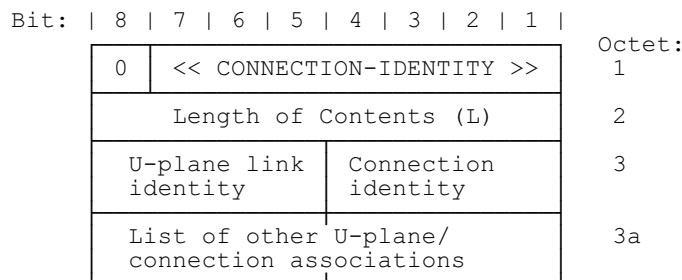 Bit: | 8 | 7 | 6 | 5 | 4 | 3 | 2 | 1 |
Octet:
0 << CONNECTION-IDENTITY >> 1
Length of Contents (L) 2
U-plane link Connection 3
identity identity
List of other U-plane/ 3a
connection associations